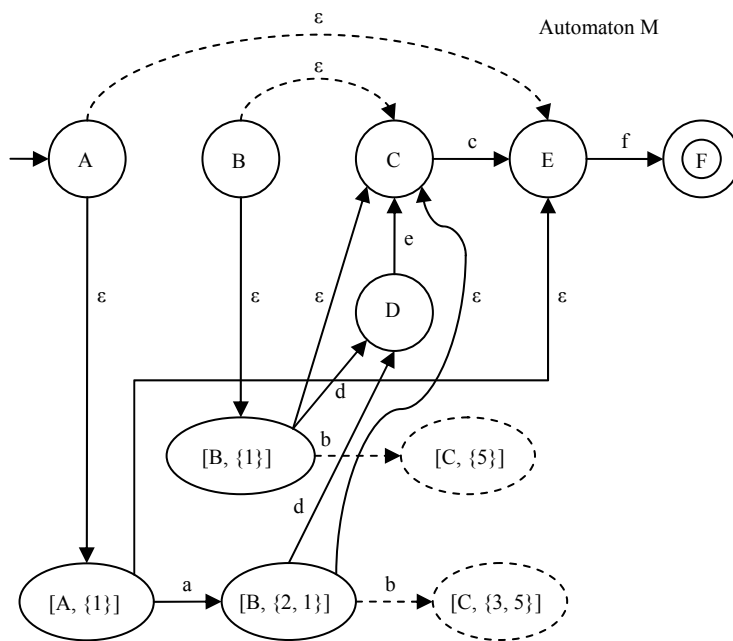 ε
Automaton M
ε
A
B
C
c
E
f
F
ε
ε
ε
e
ε
ε
D
d
[B, {1}]
b
[C, {5}]
d
[A, {1}]
a
[B, {2, 1}]
b
[C, {3, 5}]